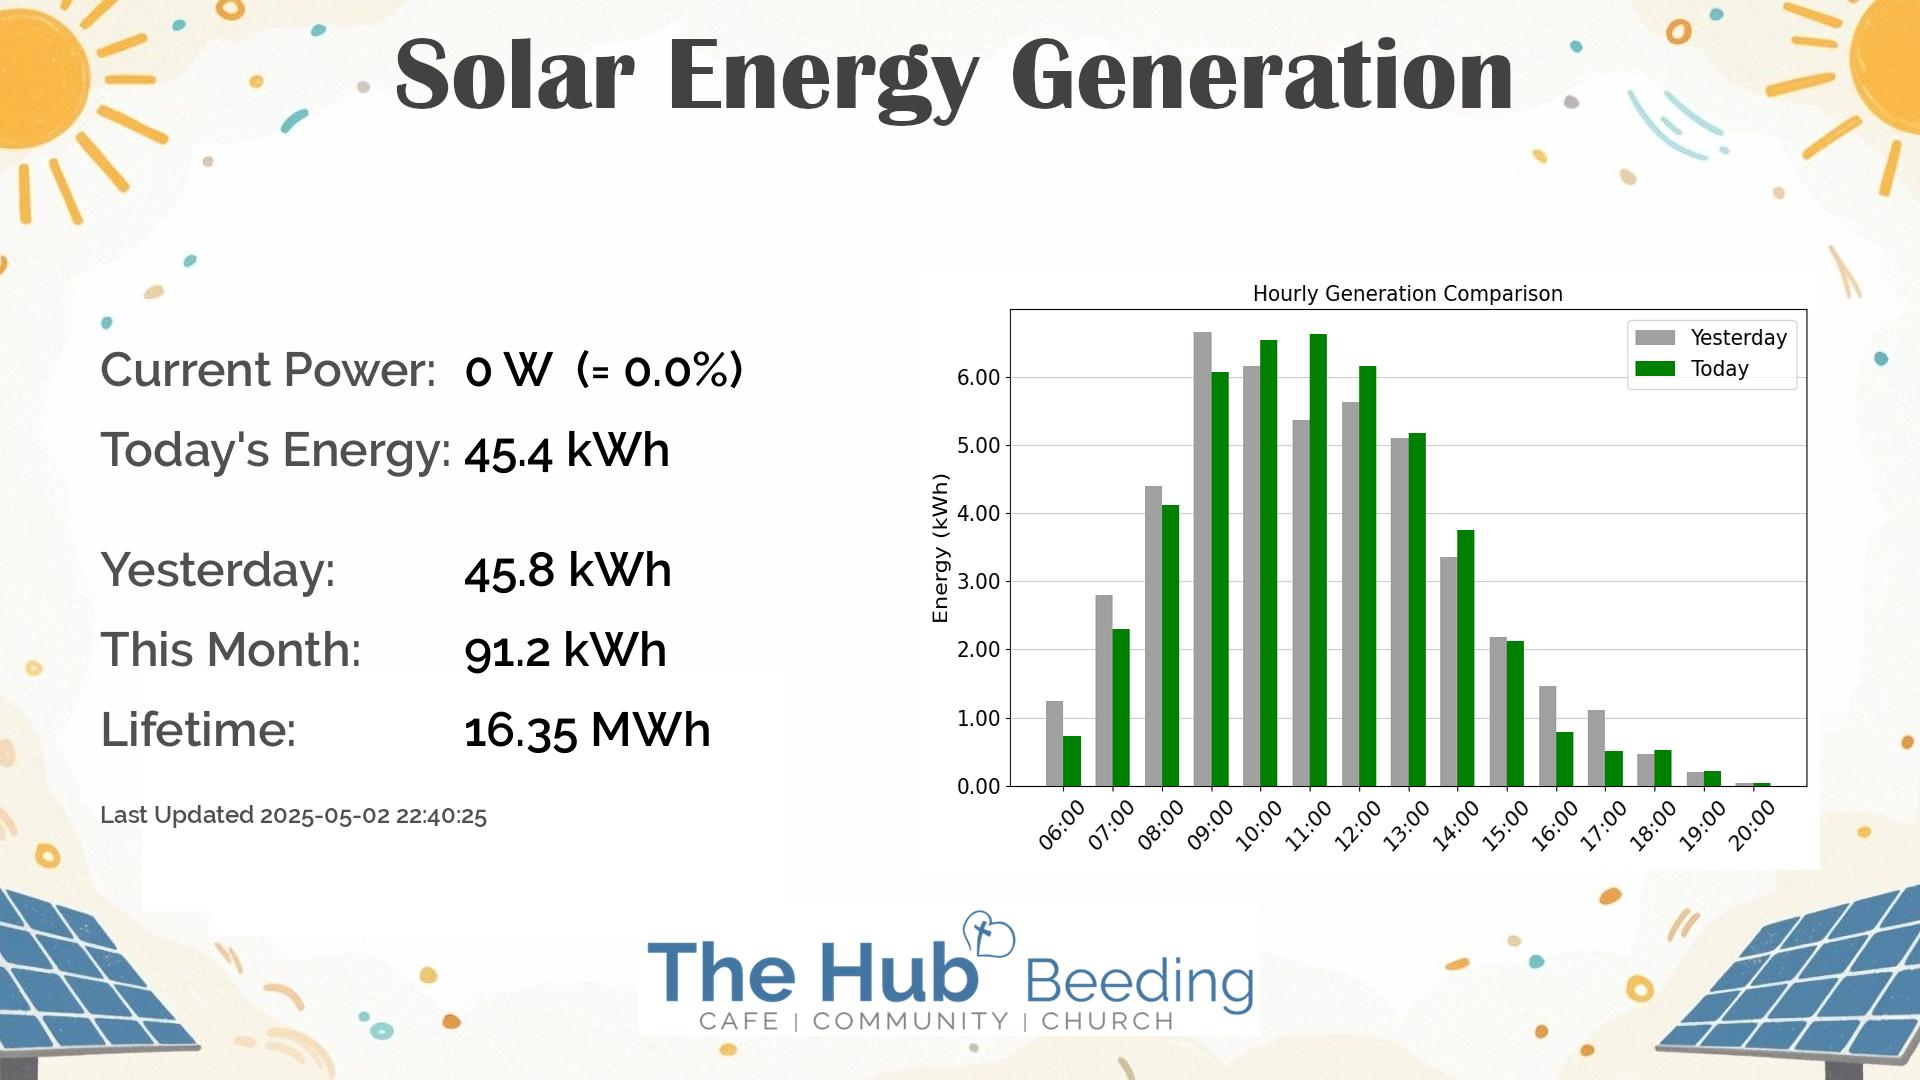 Solar Energy Generation
Current Power: 0 W (= 0.0%)
Today's Energy: 45.4 kWh
Yesterday: 45.8 kWh
This Month: 91.2 kWh
Lifetime: 16.35 MWh
Last Updated 2025-05-02 22:40:25
Hourly Generation Comparison
Yesterday
Today
Energy (kWh)
6.00
5.00
4.00
3.00
2.00
1.00
0.00
06:00 07:00 08:00 09:00 10:00 11:00 12:00 13:00 14:00 15:00 16:00 17:00 18:00 19:00 20:00
The Hub Beeding
CAFE | COMMUNITY | CHURCH